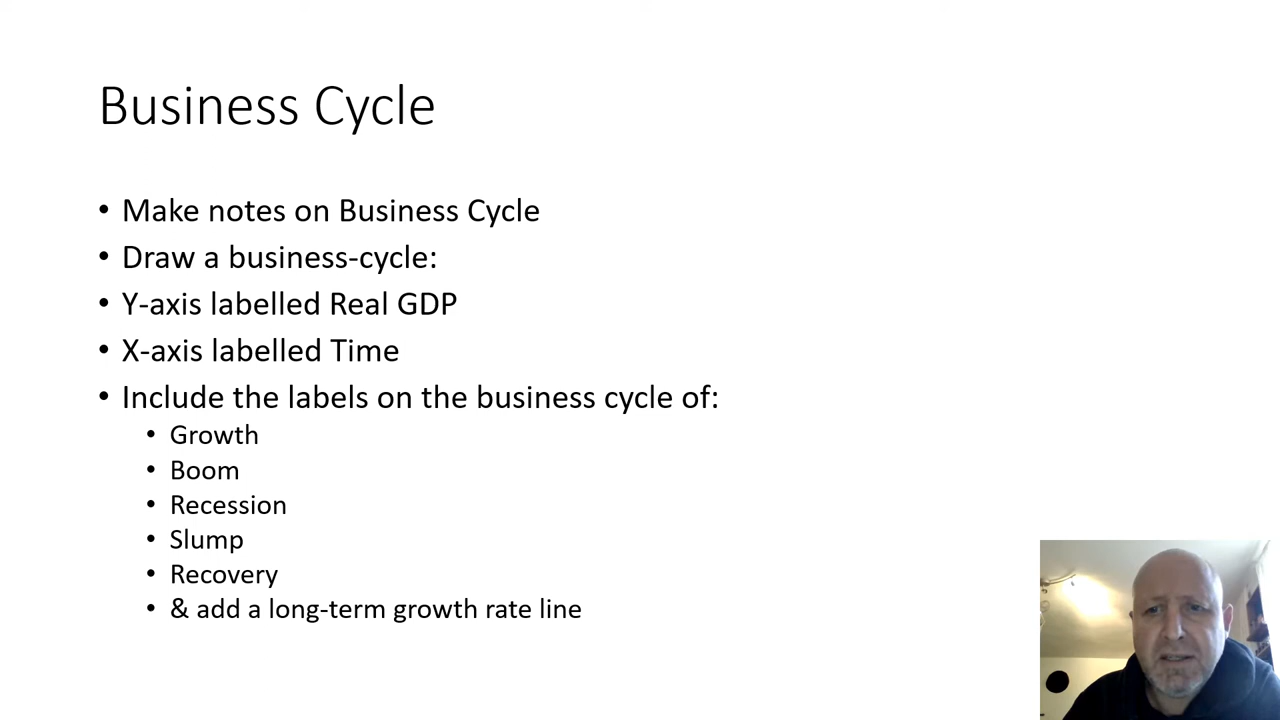 Business Cycle
• Make notes on Business Cycle
• Draw a business-cycle:
• Y-axis labelled Real GDP
• X-axis labelled Time
• Include the labels on the business cycle of:
• Growth
• Boom
• Recession
• Slump
• Recovery
• & add a long-term growth rate line